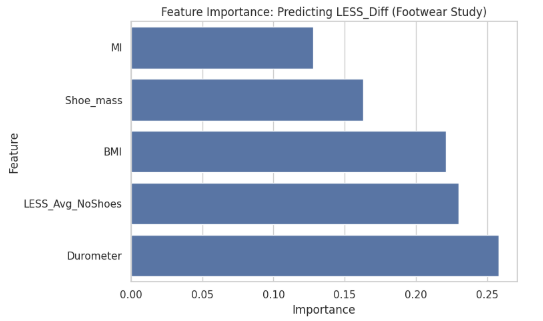 Feature Importance: Predicting LESS_Diff (Footwear Study)
MI
Shoe_mass
BMI
LESS_Avg_NoShoes
Durometer
Feature
0.00 0.05 0.10 0.15 0.20 0.25
Importance